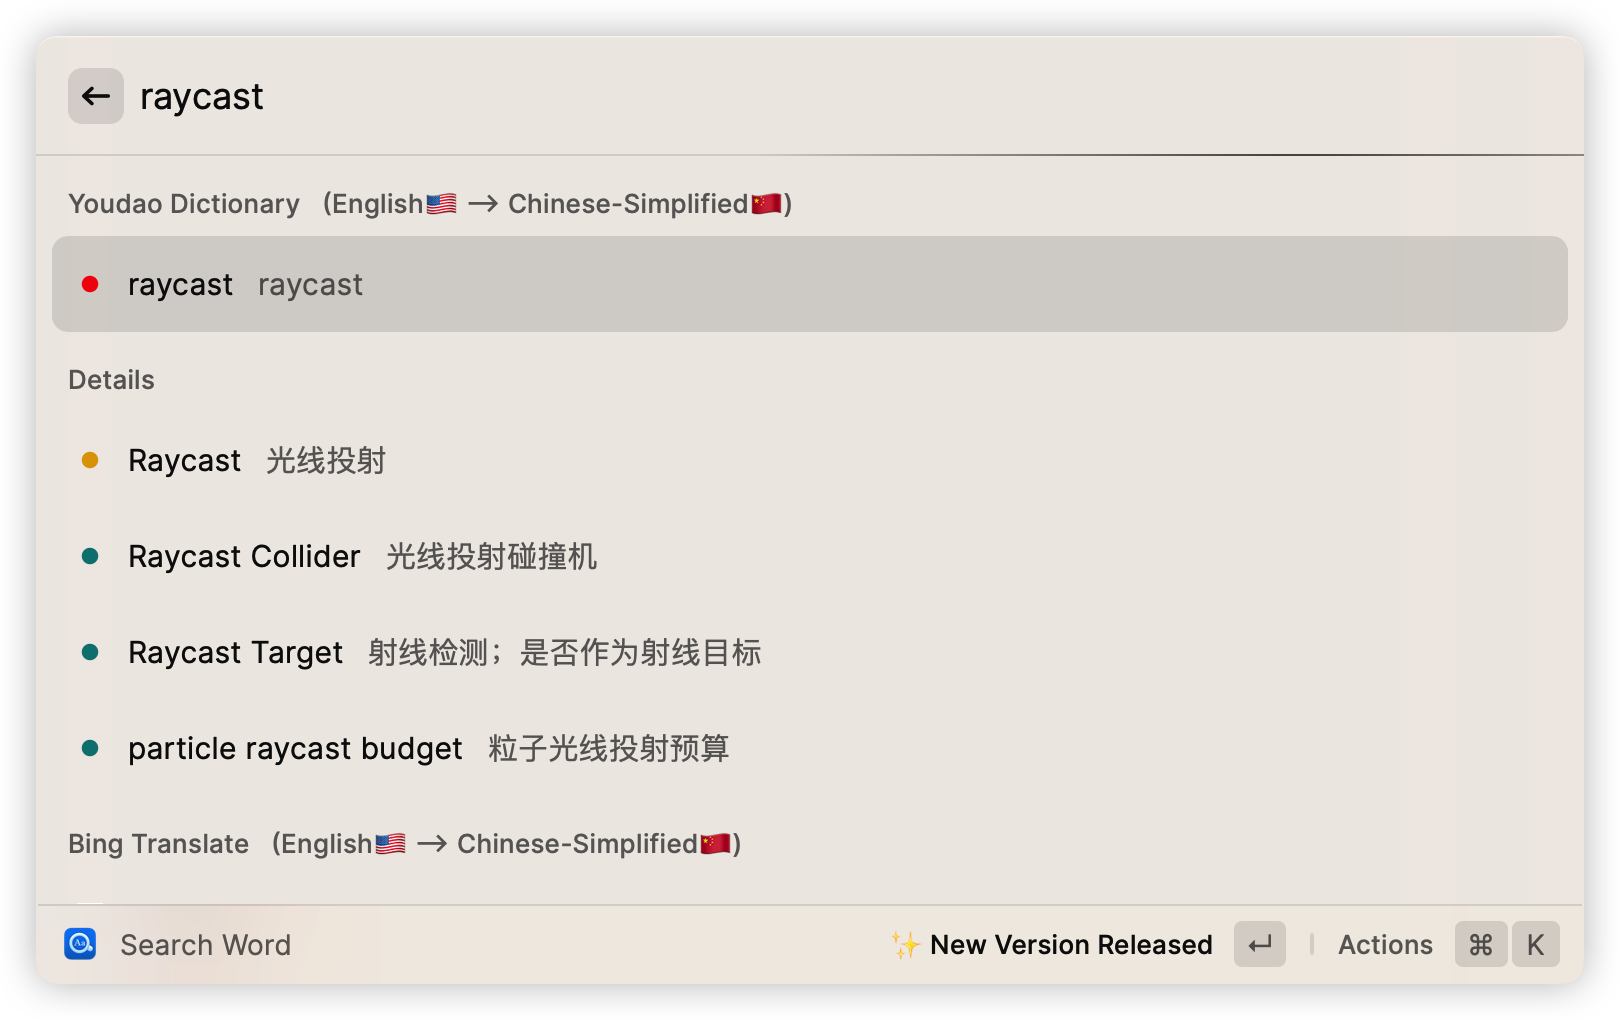 raycast
Youdao Dictionary (English🇺🇸 → Chinese-Simplified🇨🇳)
raycast raycast
Details
Raycast 光线投射
Raycast Collider 光线投射碰撞机
Raycast Target 射线检测；是否作为射线目标
particle raycast budget 粒子光线投射预算
Bing Translate (English🇺🇸 → Chinese-Simplified🇨🇳)
Aa Search Word ✨ New Version Released ↵ | Actions ⌘ K